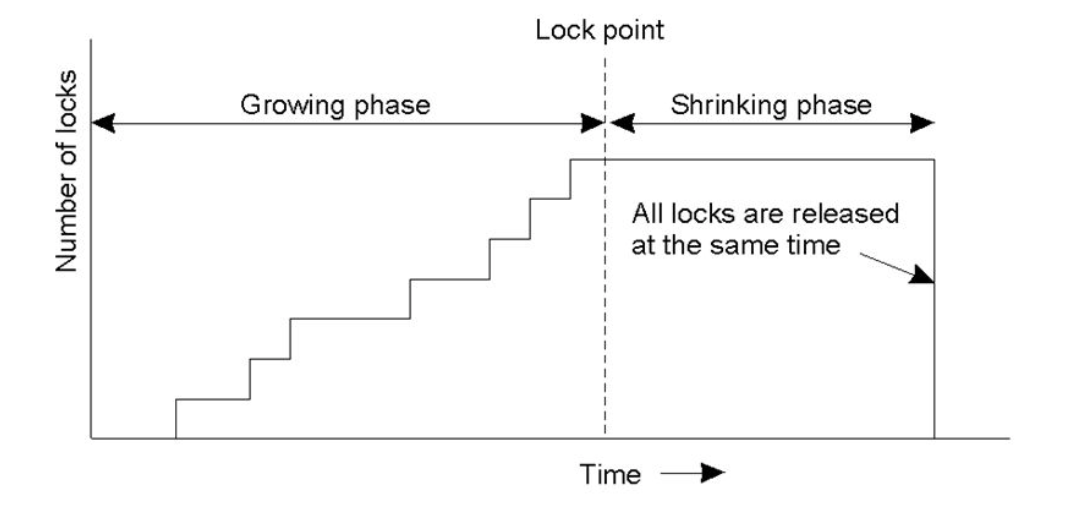 Lock point
Growing phase
Shrinking phase
Number of locks
All locks are released
at the same time
Time